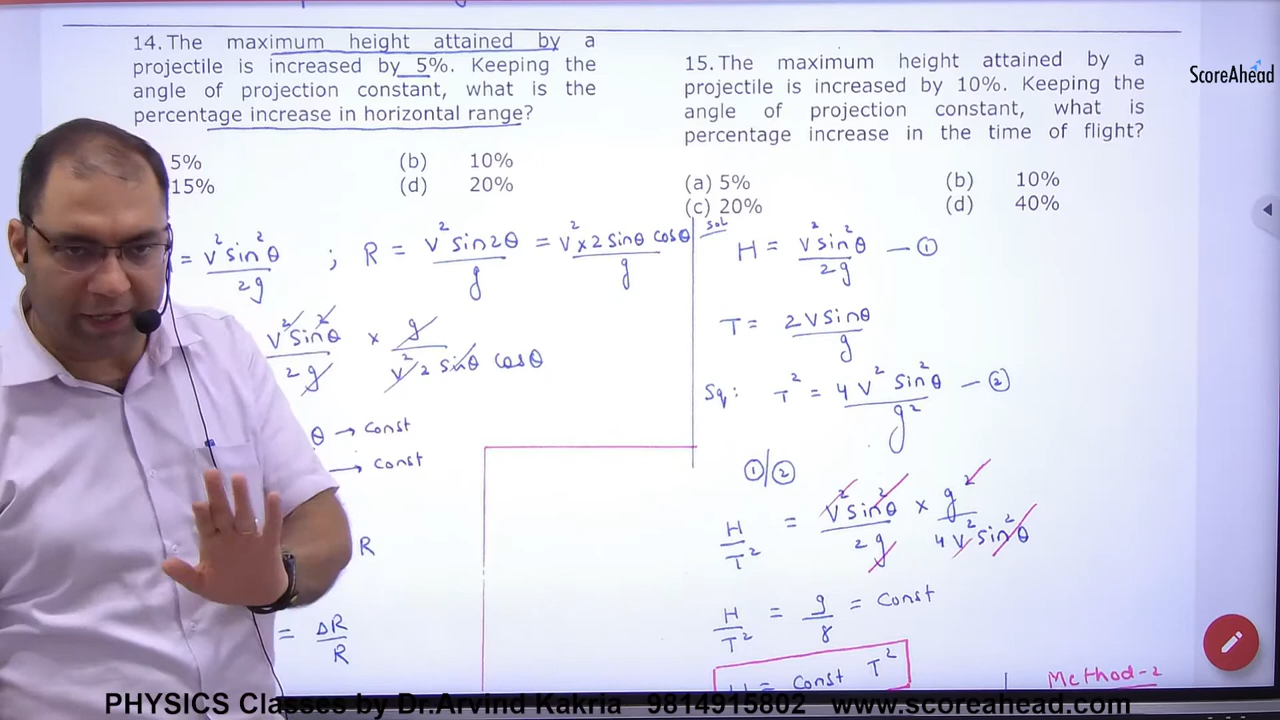 14. The maximum height attained by a
projectile is increased by 5%. Keeping the
angle of projection constant, what is the
percentage increase in horizontal range?
5%
(b) 10%
15%
(d) 20%
= v² sin²θ / 2g ; R = v² sin2θ / g = v² x 2 sinθ cosθ / g
v² sin²θ / 2g x g / v² 2 sinθ cosθ
θ → Const
→ Const
R
= ΔR / R
15. The maximum height attained by a
projectile is increased by 10%. Keeping the
angle of projection constant, what is
percentage increase in the time of flight?
(a) 5%
(b) 10%
(c) 20%
(d) 40%
Sol
H = v² sin²θ / 2g — ①
T = 2 v sinθ / g
Sq: T² = 4 v² sin²θ / g² — ②
①/②
H / T² = v² sin²θ / 2g x g² / 4 v² sin²θ
H / T² = g / 8 = Const
H = Const T²
Method-2
ScoreAhead
PHYSICS Classes by Dr.Arvind Kakria 9814915802 www.scoreahead.com